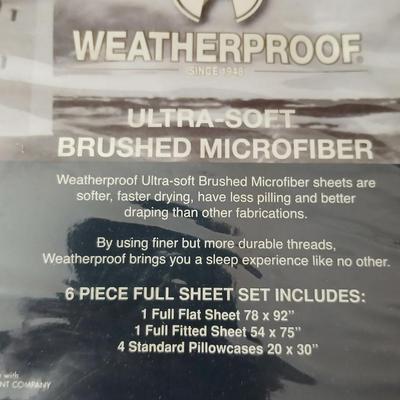 WEATHERPROOF®
SINCE 1948
ULTRA-SOFT
BRUSHED MICROFIBER
Weatherproof Ultra-soft Brushed Microfiber sheets are
softer, faster drying, have less pilling and better
draping than other fabrications.
By using finer but more durable threads,
Weatherproof brings you a sleep experience like no other.
6 PIECE FULL SHEET SET INCLUDES:
1 Full Flat Sheet 78 x 92”
1 Full Fitted Sheet 54 x 75”
4 Standard Pillowcases 20 x 30”
with
NT COMPANY